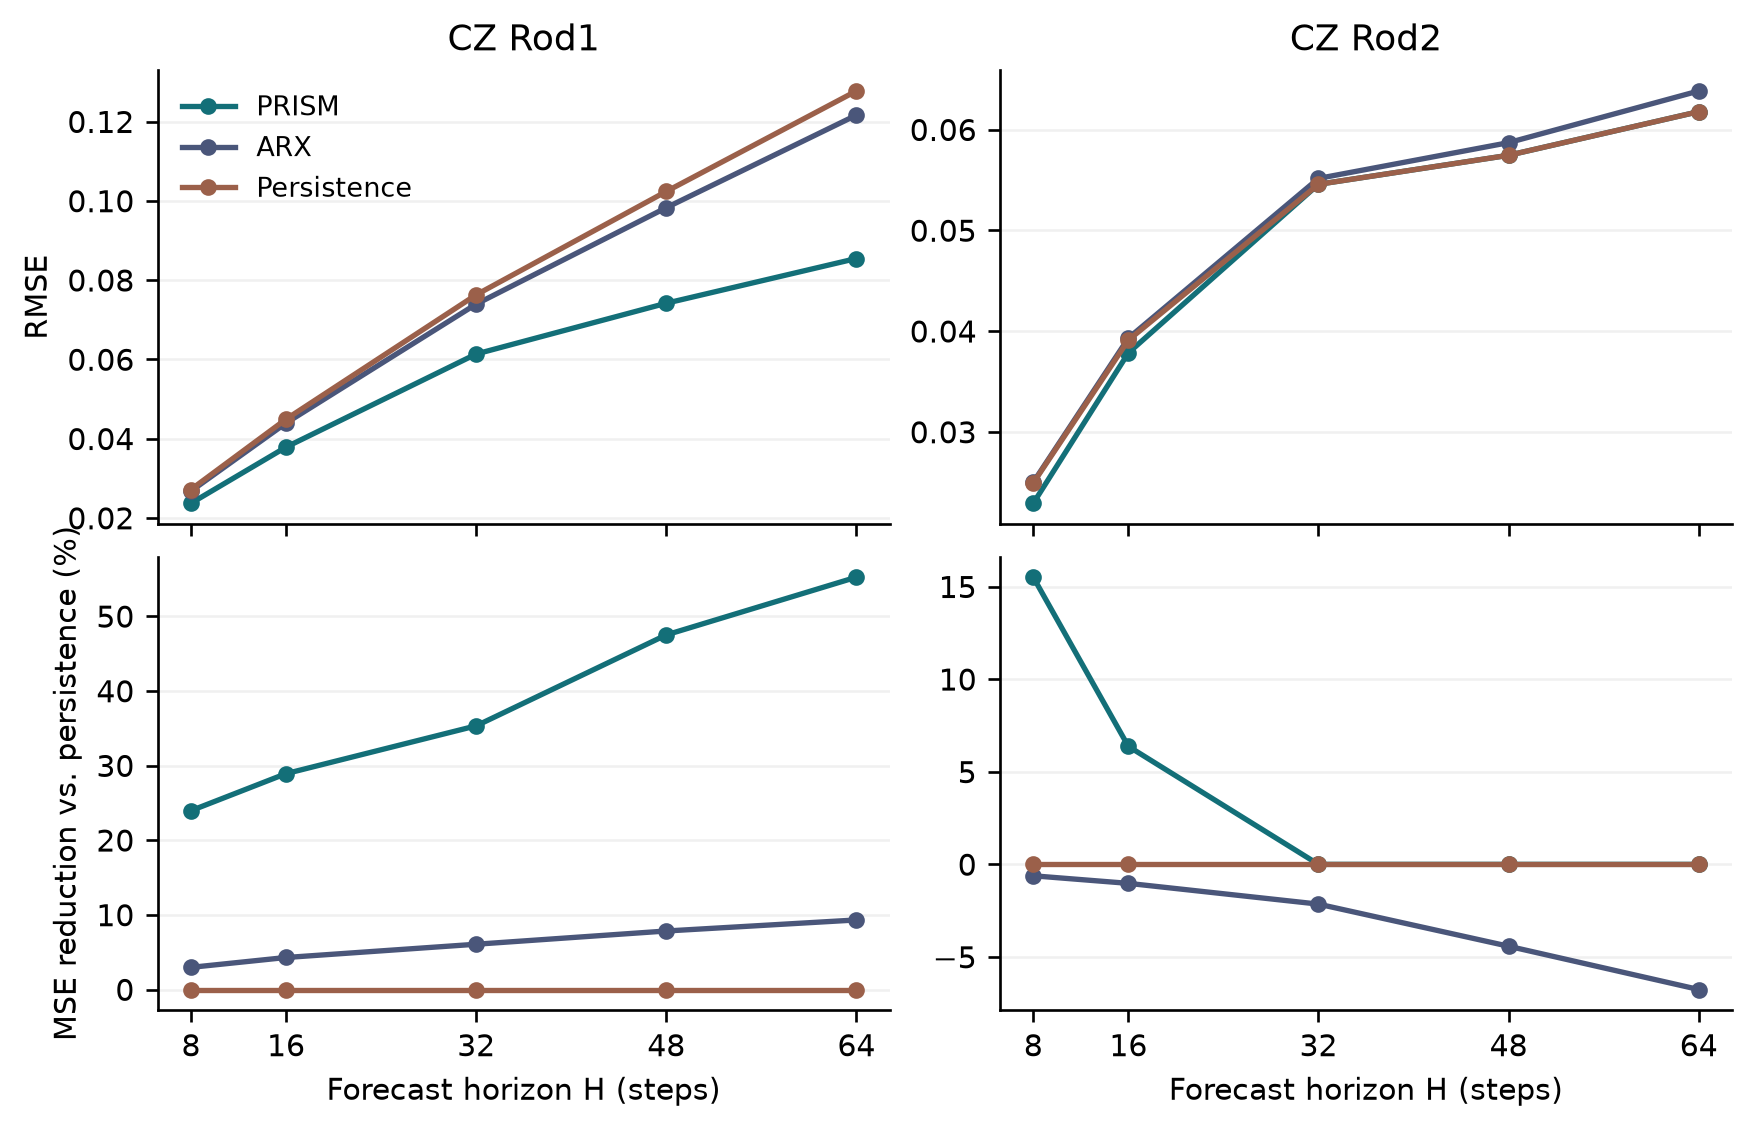 CZ Rod1
CZ Rod2
PRISM
ARX
Persistence
RMSE
0.12
0.10
0.08
0.06
0.04
0.02
0.06
0.05
0.04
0.03
MSE reduction vs. persistence (%)
50
40
30
20
10
0
15
10
5
0
−5
8 16 32 48 64
8 16 32 48 64
Forecast horizon H (steps)
Forecast horizon H (steps)